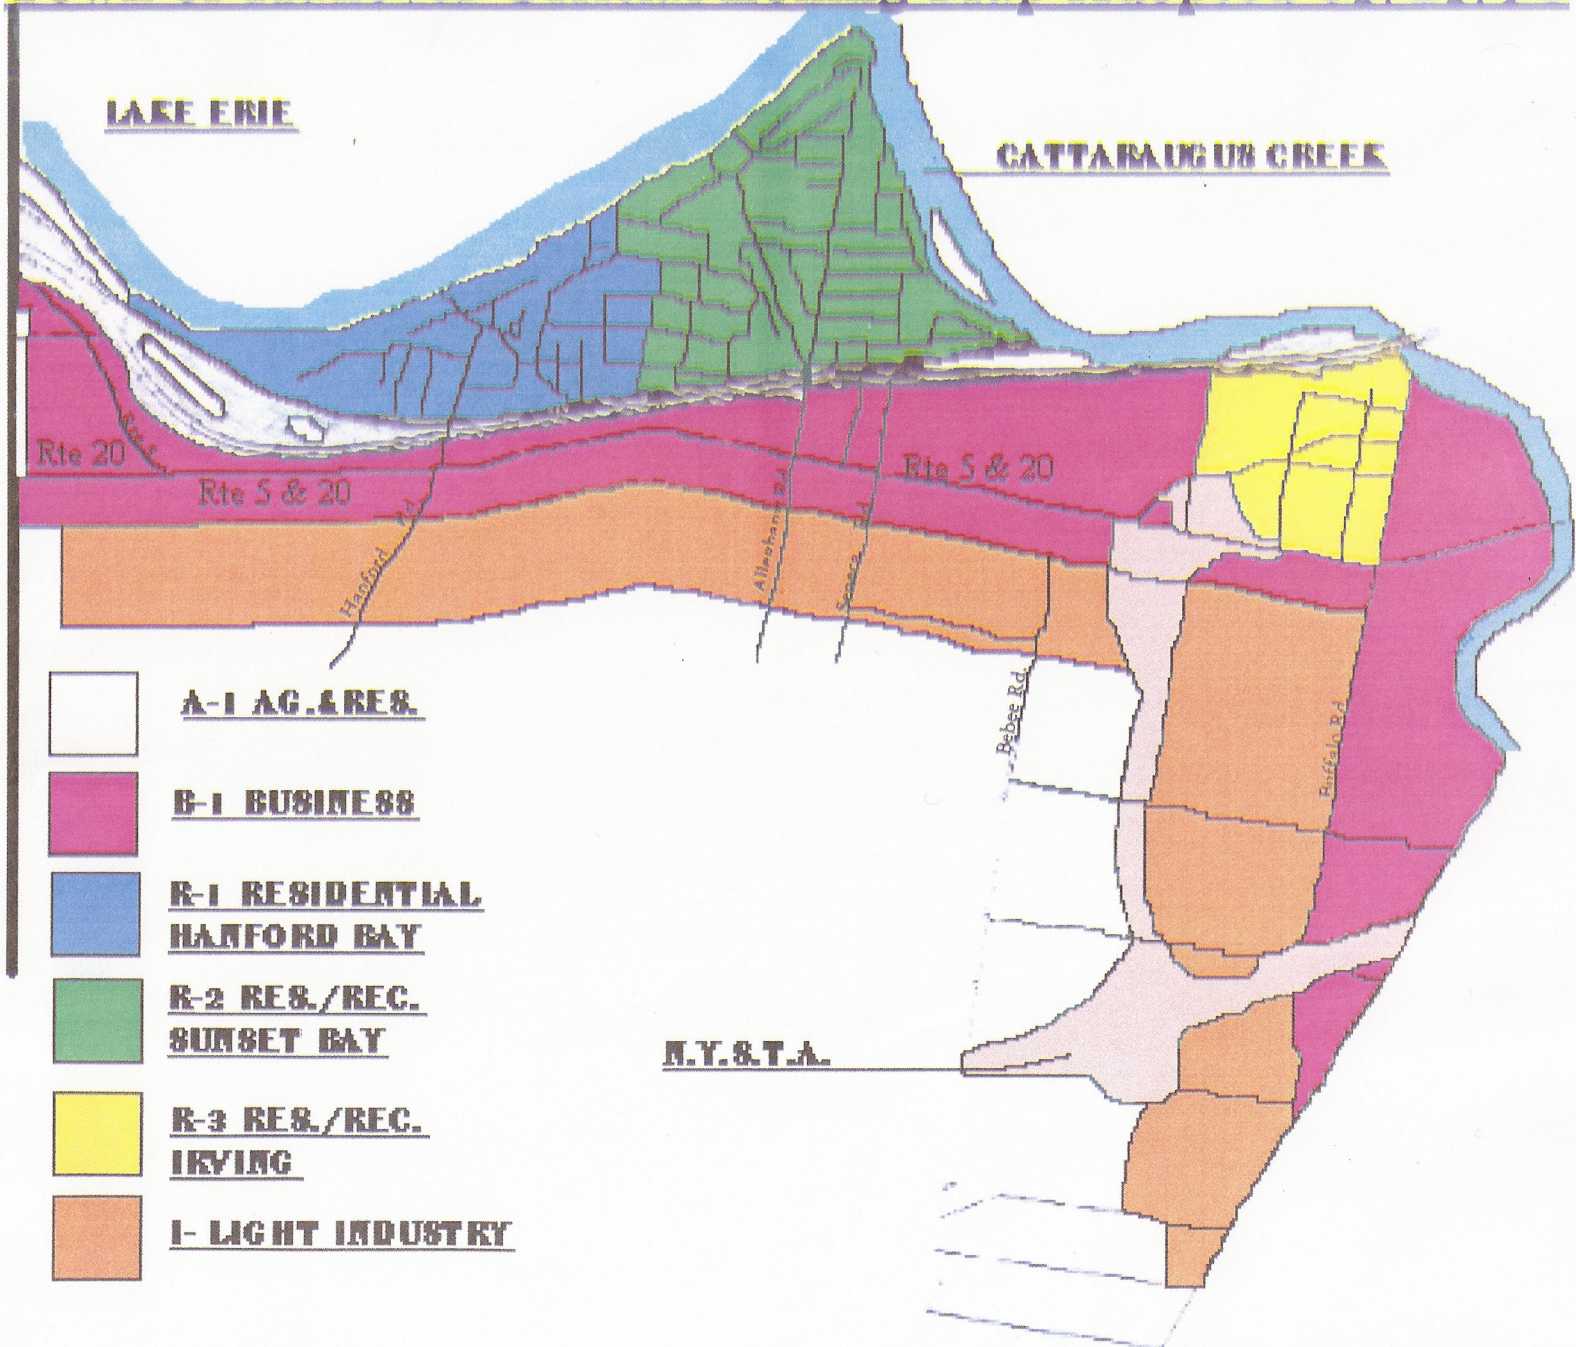 LAKE ERIE
CATTARAUGUS CREEK
Rte 20
Rte 5 & 20
Rte 5 & 20
Hanford Rd.
Alleghany Rd.
Seneca Rd.
Bebee Rd.
Buffalo Rd.
A-1 AG.&RES.
B-1 BUSINESS
R-1 RESIDENTIAL
HANFORD BAY
R-2 RES./REC.
SUNSET BAY
N.Y.S.T.A.
R-3 RES./REC.
IRVING
I- LIGHT INDUSTRY